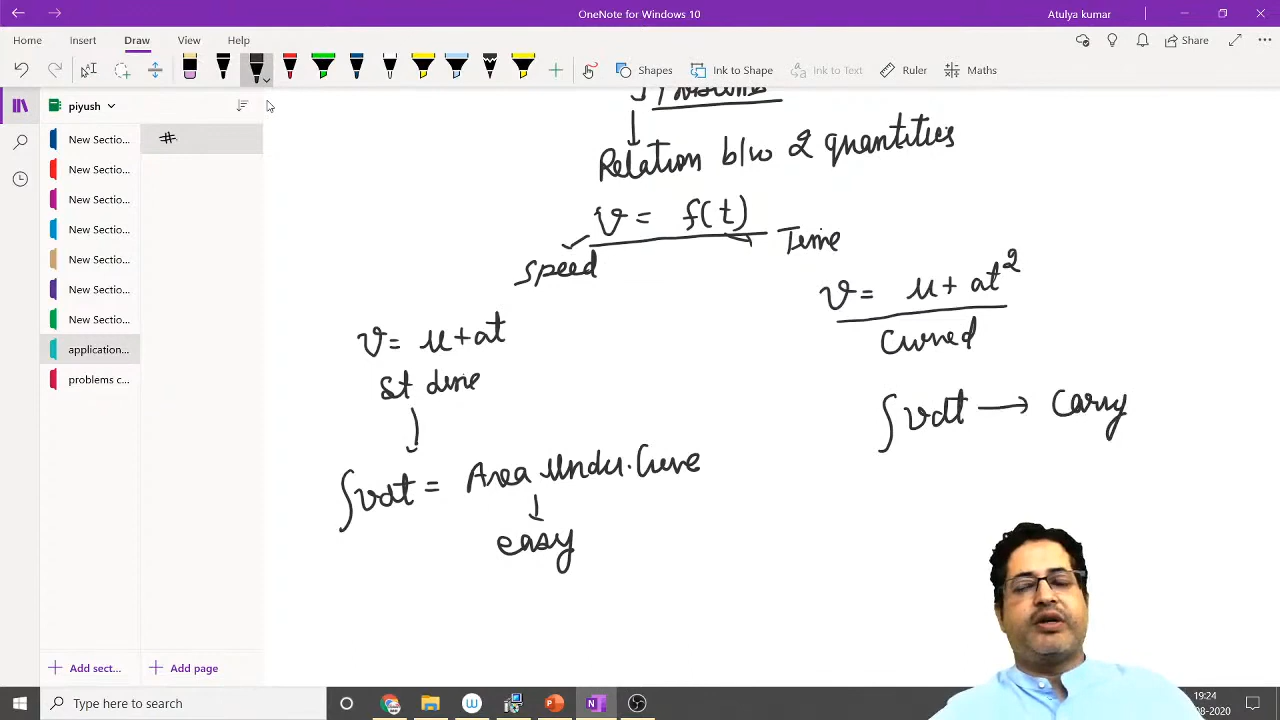 OneNote for Windows 10
Atulya kumar
Home Insert Draw View Help
Share
Shapes Ink to Shape Ink to Text Ruler Maths
piyush
New Sectio...
New Sectio...
New Sectio...
New Sectio...
New Sectio...
New Sectio...
New Sectio...
application...
problems c...
#
Relation b/w 2 quantities
v = f(t)
Speed
Time
v = u + at
St line
∫vdt = Area Under Curve
easy
v = u + at²
Curved
∫vdt →
Add sect...
Add page
Type here to search
19:24
08-2020